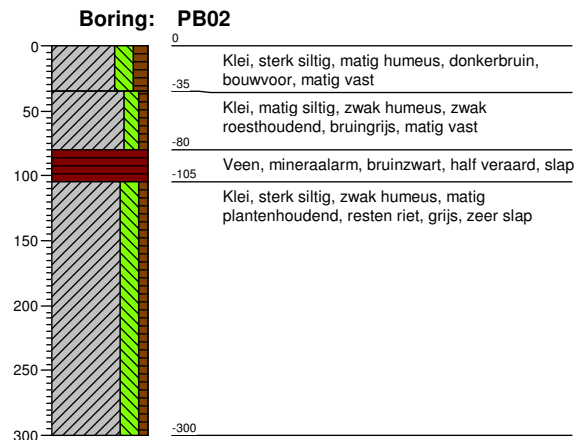 Boring: PB02
0
0
Klei, sterk siltig, matig humeus, donkerbruin,
bouwvoor, matig vast
-35
50
Klei, matig siltig, zwak humeus, zwak
roesthoudend, bruingrijs, matig vast
-80
Veen, mineraalarm, bruinzwart, half veraard, slap
100
-105
Klei, sterk siltig, zwak humeus, matig
plantenhoudend, resten riet, grijs, zeer slap
150
200
250
300
-300